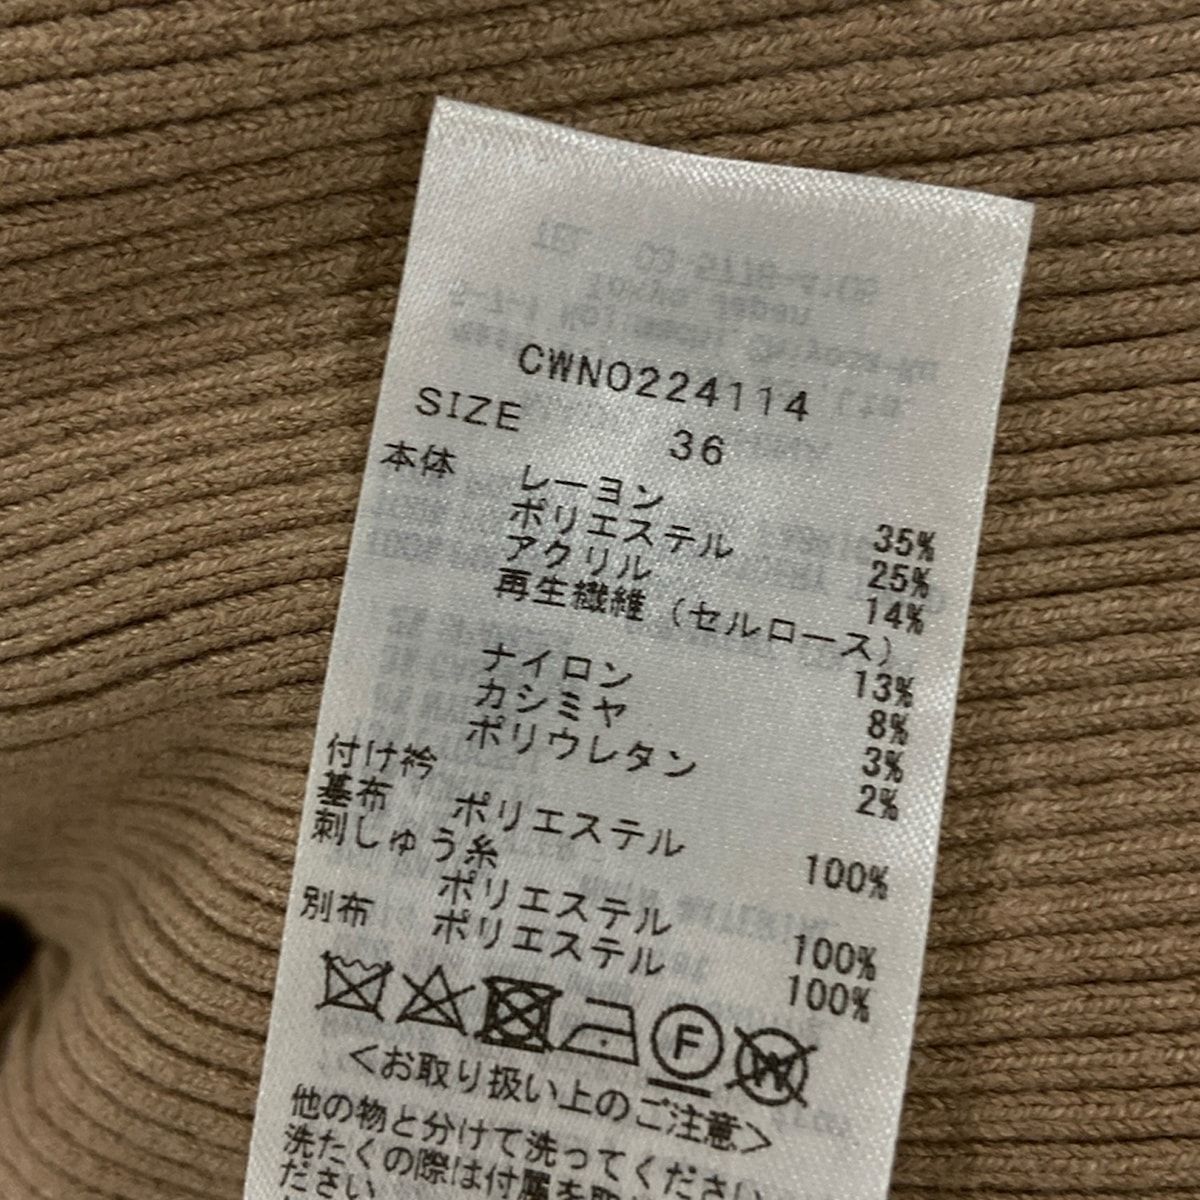 CWNO224114
SIZE 36
本体 レーヨン 35%
ポリエステル 25%
アクリル 14%
再生繊維(セルロース) 13%
ナイロン 8%
カシミヤ 3%
ポリウレタン 2%
付け衿
基布 ポリエステル 100%
刺しゅう糸
ポリエステル 100%
別布 ポリエステル 100%
F W
<お取り扱い上のご注意>
他の物と分けて洗ってください
洗たくの際は付属を取
ださい